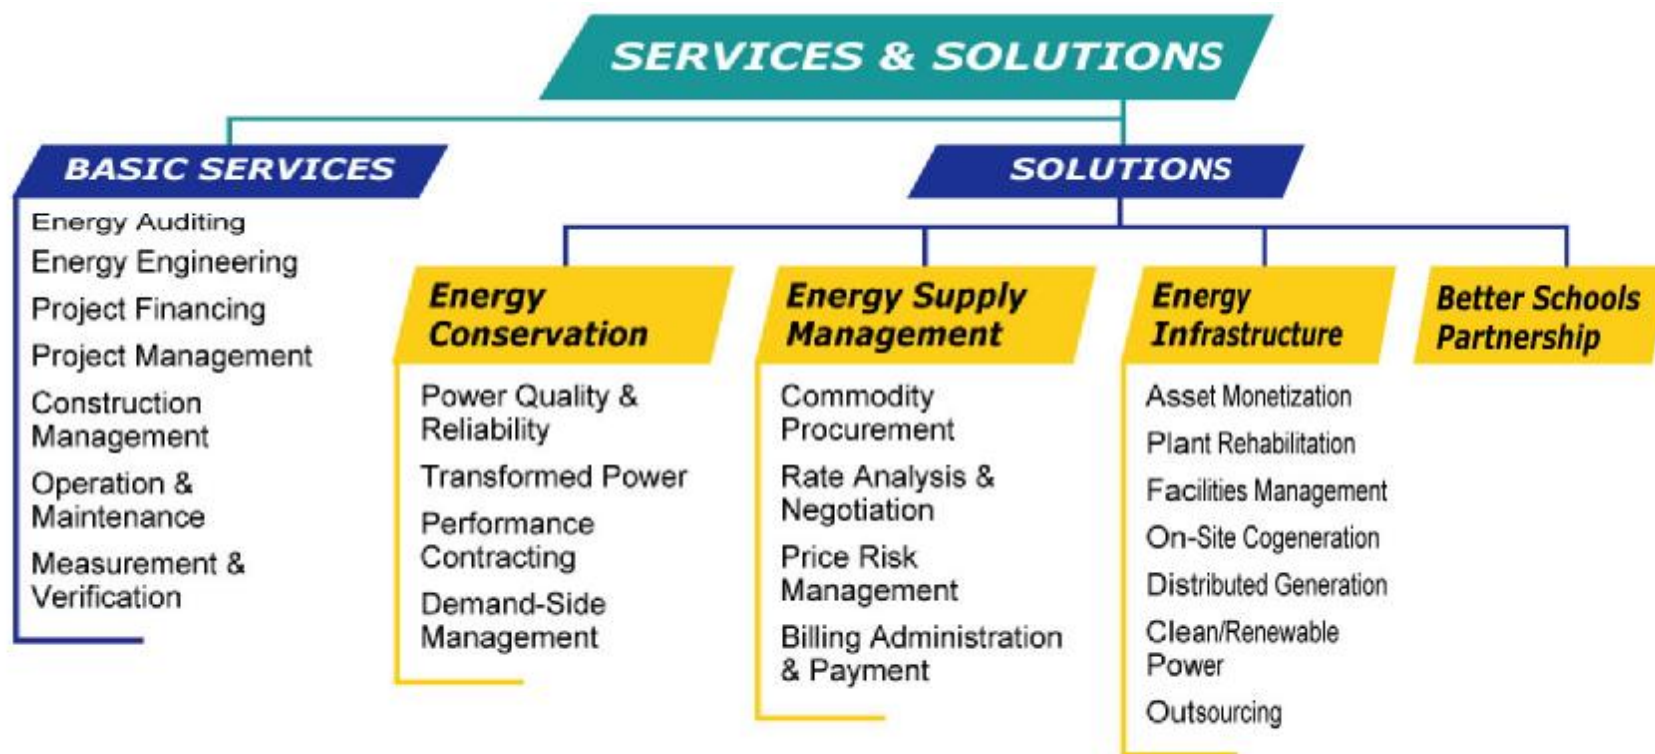 SERVICES & SOLUTIONS
BASIC SERVICES
Energy Auditing
Energy Engineering
Project Financing
Project Management
Construction
Management
Operation &
Maintenance
Measurement &
Verification
SOLUTIONS
Energy
Conservation
Power Quality &
Reliability
Transformed Power
Performance
Contracting
Demand-Side
Management
Energy Supply
Management
Commodity
Procurement
Rate Analysis &
Negotiation
Price Risk
Management
Billing Administration
& Payment
Energy
Infrastructure
Asset Monetization
Plant Rehabilitation
Facilities Management
On-Site Cogeneration
Distributed Generation
Clean/Renewable
Power
Outsourcing
Better Schools
Partnership